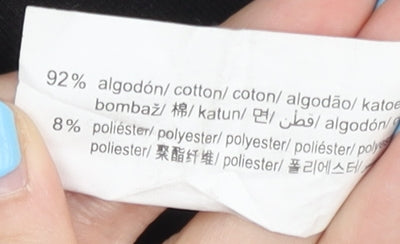 92% algodón/ cotton/ coton/ algodão/ katoe
bombaž/ 棉/ katun/ 면/ قطن/ algodón/
8% poliéster/ polyester/ polyester/ poliéster/ polye
poliester/ 聚酯纤维/ poliester/ 폴리에스터/